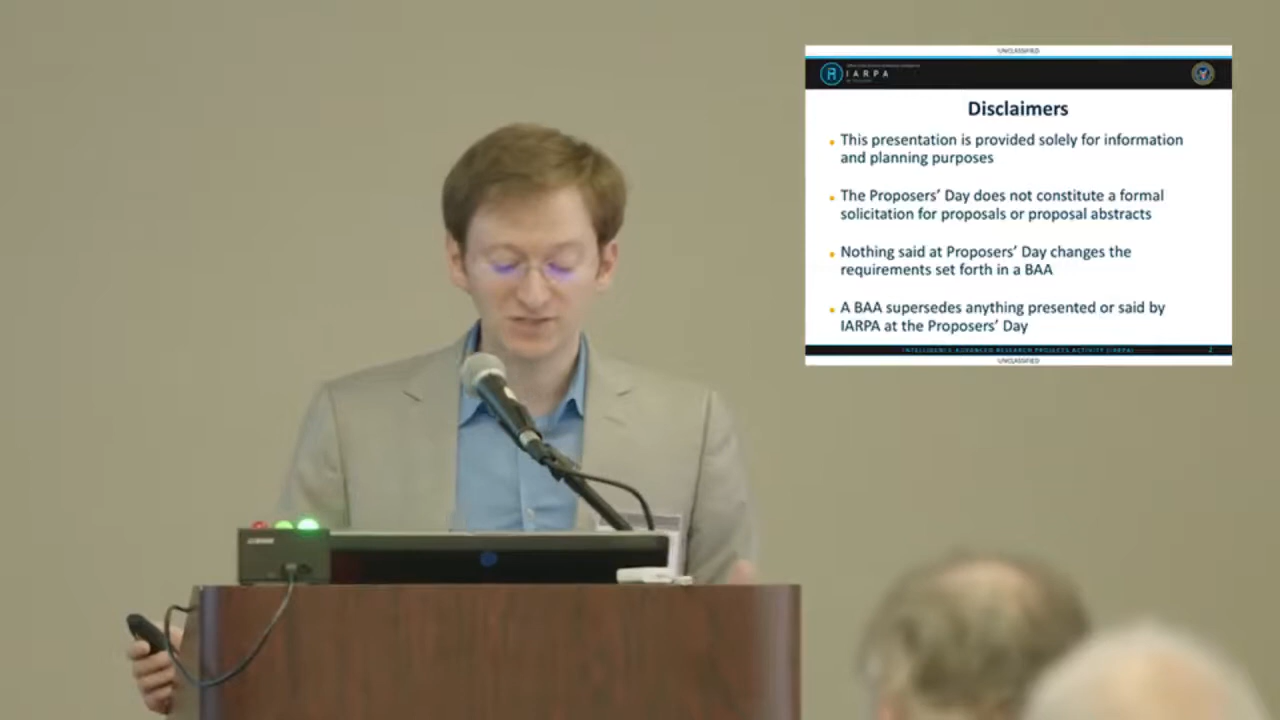 UNCLASSIFIED
IARPA
Disclaimers
This presentation is provided solely for information
and planning purposes
The Proposers' Day does not constitute a formal
solicitation for proposals or proposal abstracts
Nothing said at Proposers' Day changes the
requirements set forth in a BAA
A BAA supersedes anything presented or said by
IARPA at the Proposers' Day
INTELLIGENCE ADVANCED RESEARCH PROJECTS ACTIVITY (IARPA)
2
UNCLASSIFIED